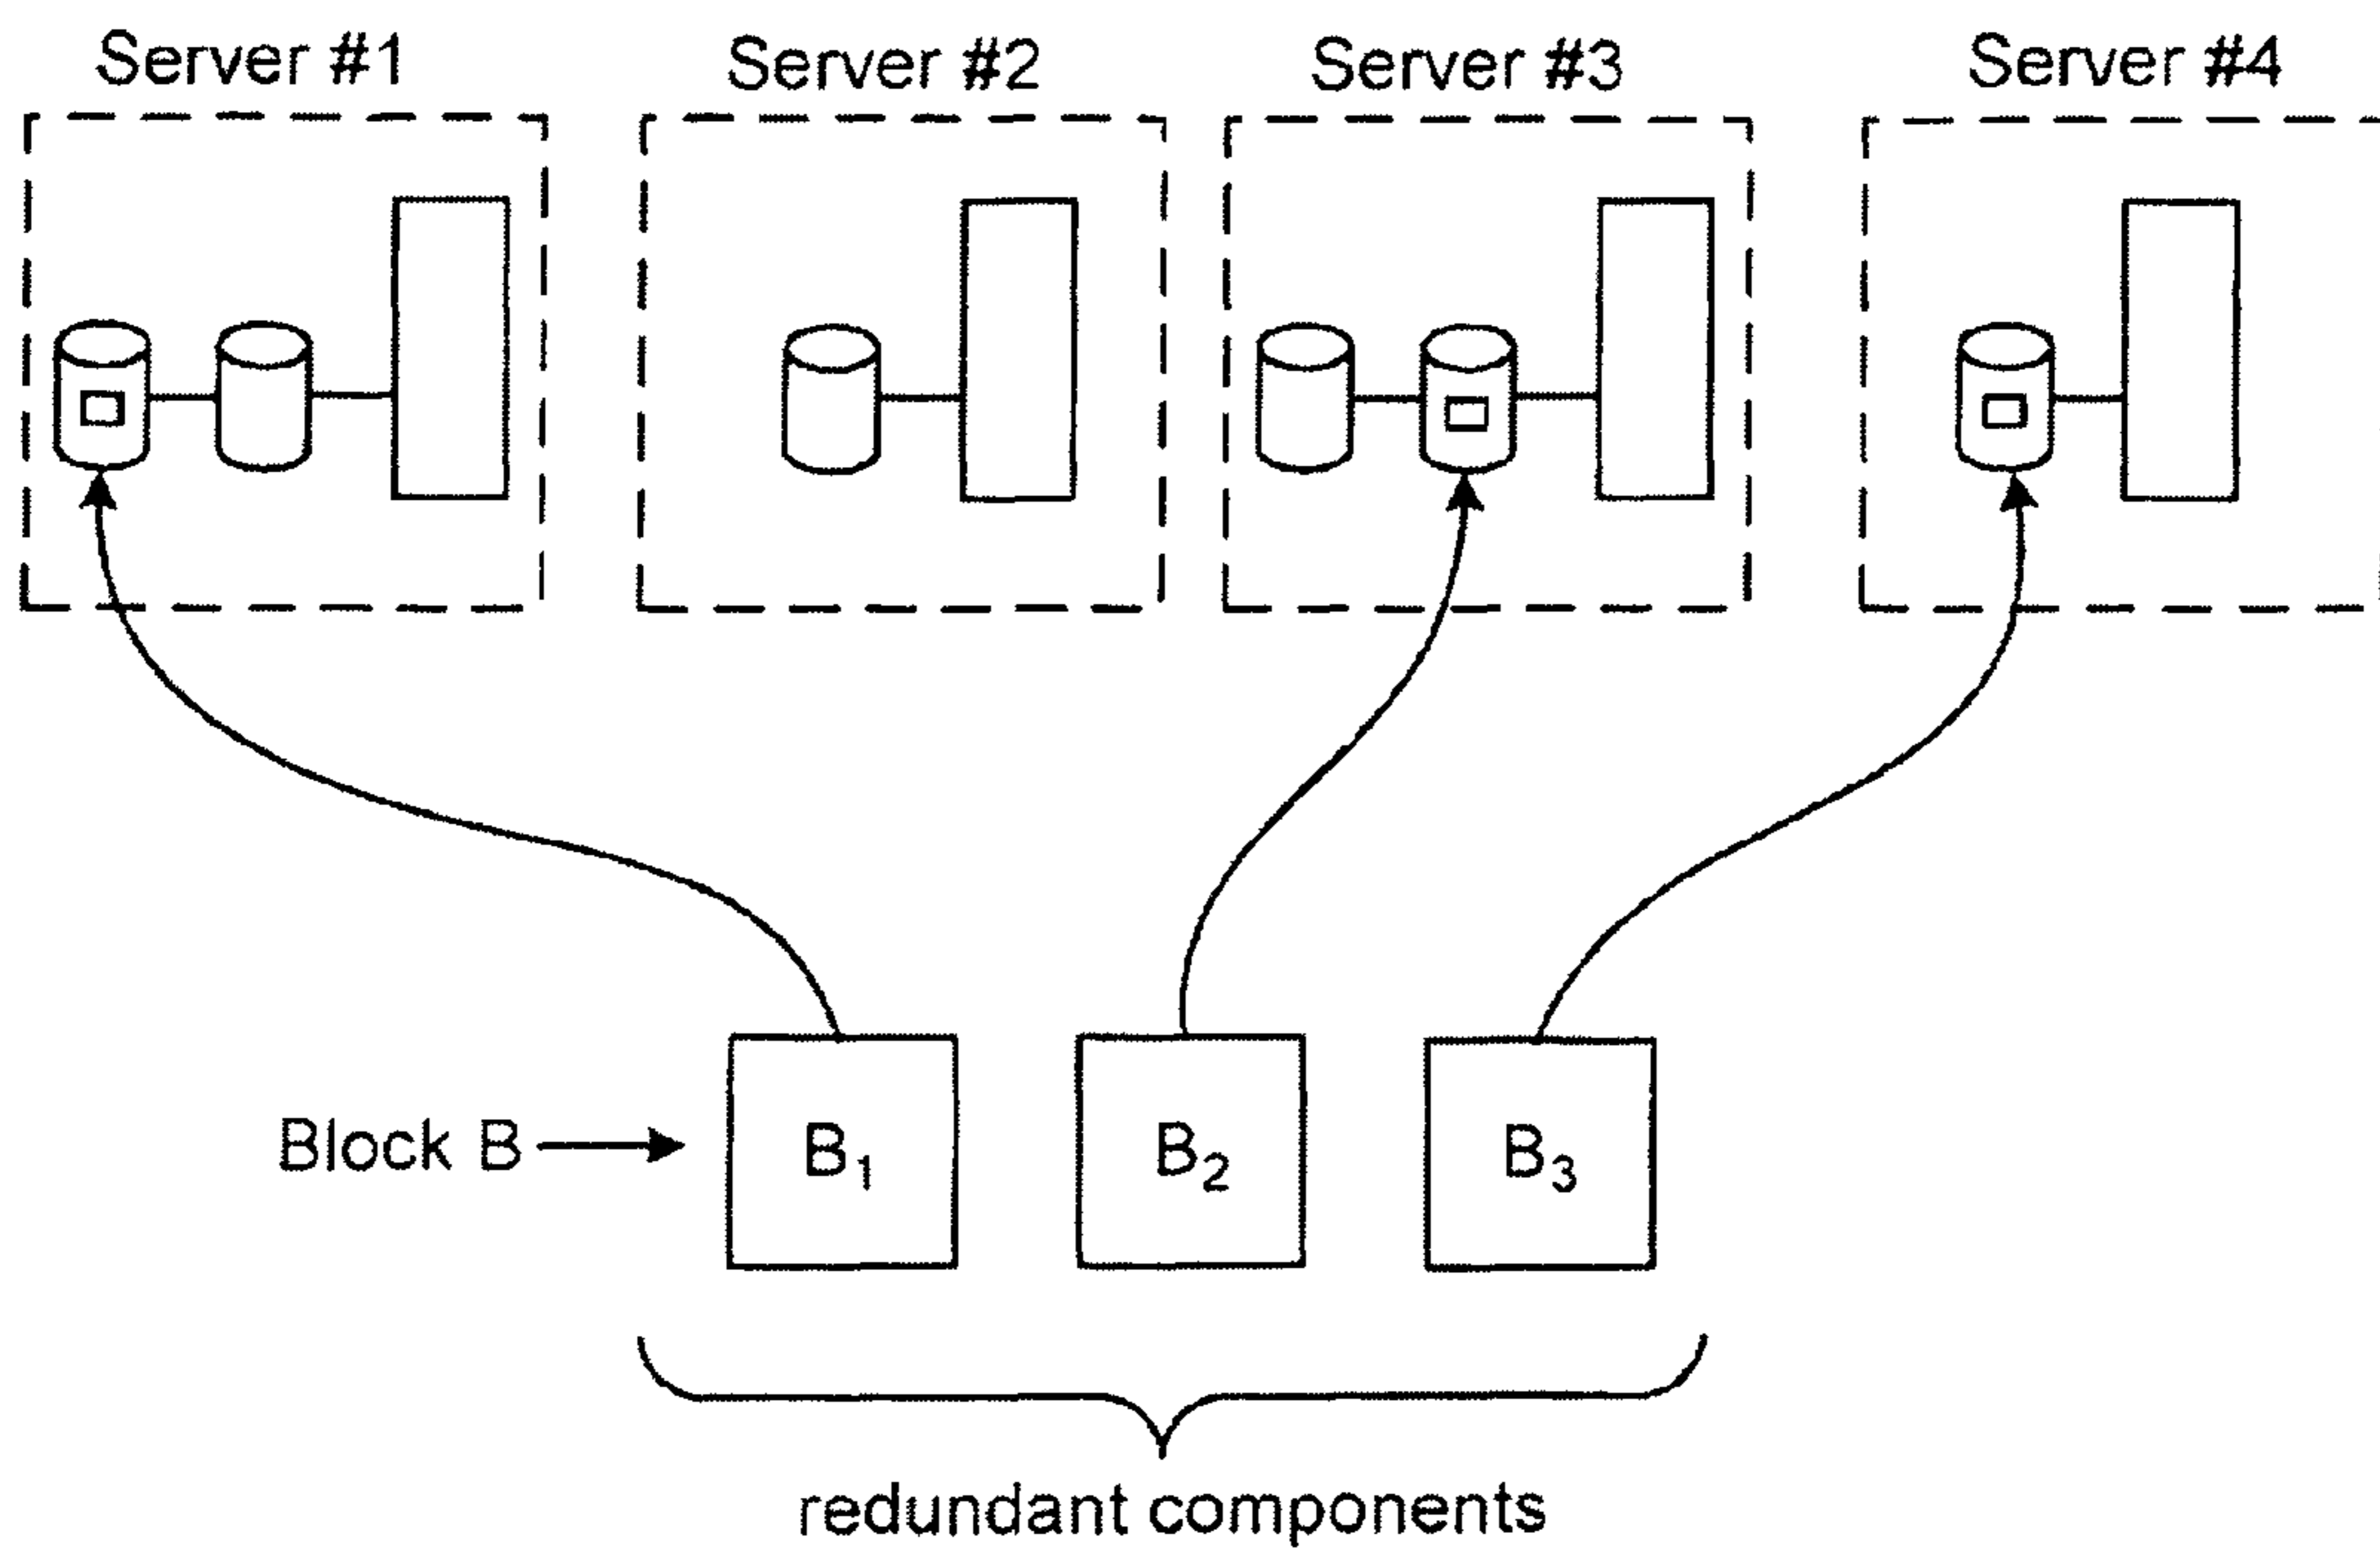 Server #1 Server #2 Server #3 Server #4
Block B B₁ B₂ B₃
redundant components